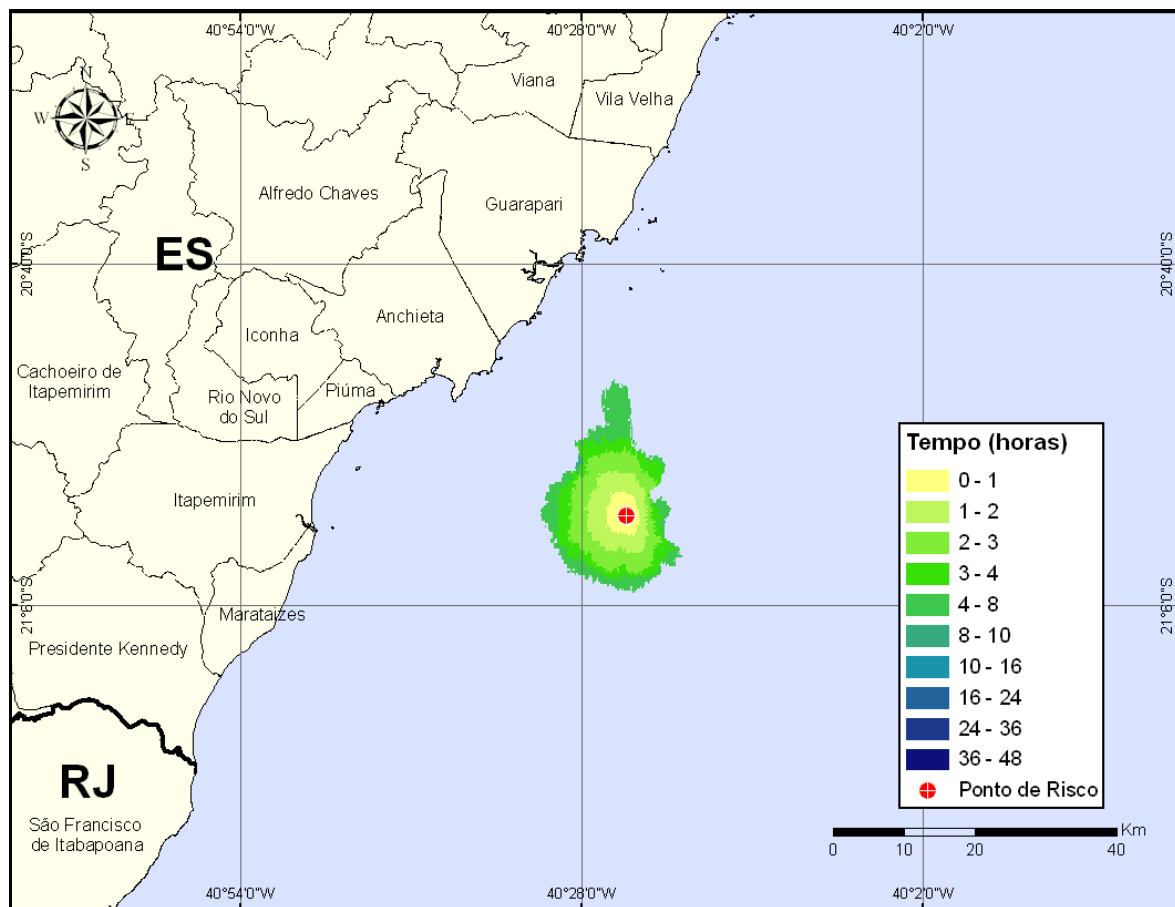 40°54'0"W
40°28'0"W
40°2'0"W
Viana
Vila Velha
N
W
E
S
Alfredo Chaves
Guarapari
ES
20°40'0"S
20°40'0"S
Anchieta
Iconha
Cachoeiro de
Itapemirim
Rio Novo
do Sul
Piúma
Itapemirim
Tempo (horas)
0 - 1
1 - 2
2 - 3
3 - 4
4 - 8
8 - 10
10 - 16
16 - 24
24 - 36
36 - 48
Ponto de Risco
21°6'0"S
21°6'0"S
Marataizes
Presidente Kennedy
RJ
São Francisco
de Itabapoana
Km
0
10
20
40
40°54'0"W
40°28'0"W
40°2'0"W